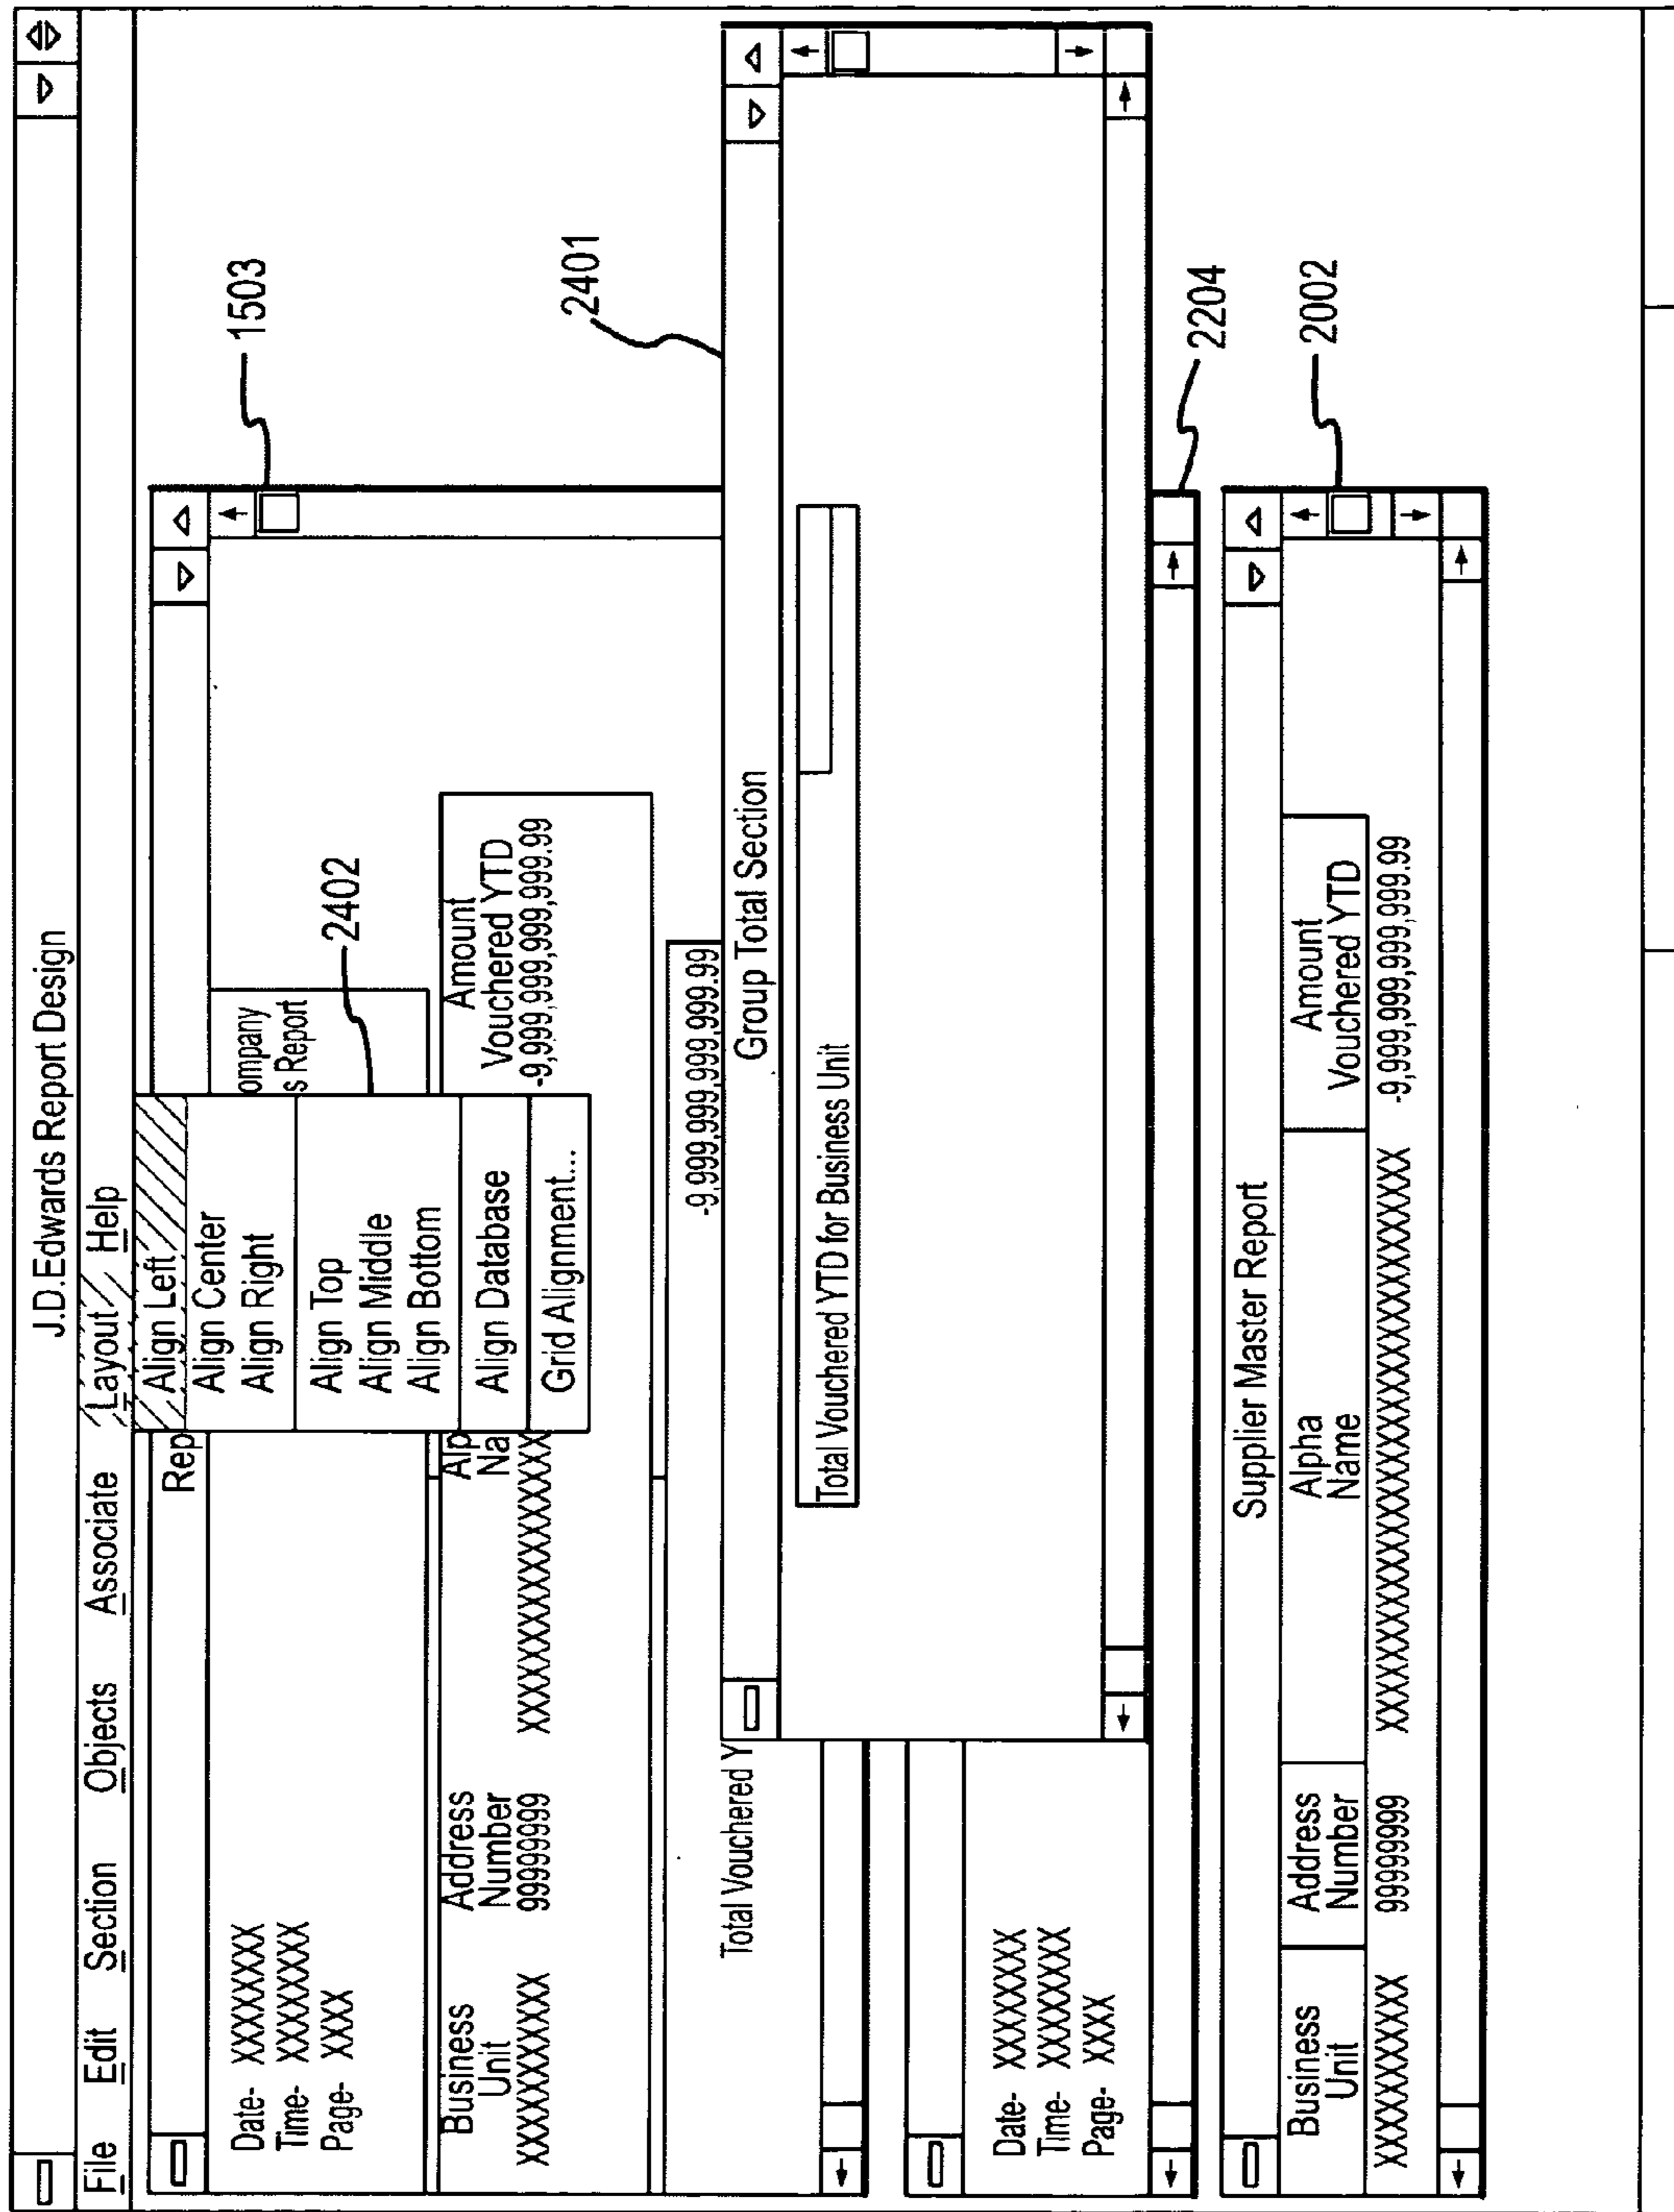 J.D.Edwards Report Design
File Edit Section Objects Associate Layout Help
Align Left
Align Center
Align Right
Align Top
Align Middle
Align Bottom
Align Database
Grid Alignment...
2402
1503
Rep
ompany
s Report
Date- XXXXXXXX
Time- XXXXXXXX
Page- XXXX
Business
Unit
Address
Number
99999999
Alp
Na
Amount
Vouchered YTD
-9,999,999,999,999.99
-9,999,999,999,999.99
Total Vouchered Y
Group Total Section
2401
Total Vouchered YTD for Business Unit
Date- XXXXXXXX
Time- XXXXXXXX
Page- XXXX
2204
Supplier Master Report
2002
Business
Unit
Address
Number
Alpha
Name
Amount
Vouchered YTD
99999999
-9,999,999,999,999.99